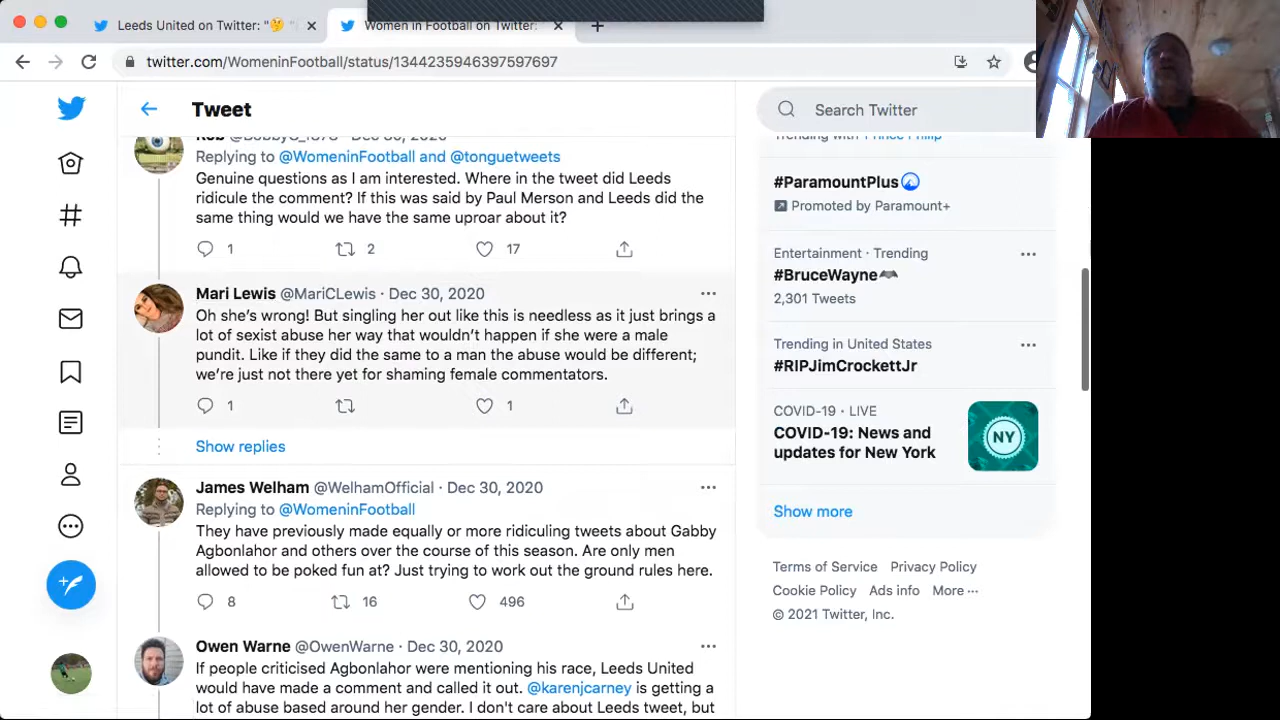 Leeds United on Twitter: "🤔 "
Women in Football on Twitter:
twitter.com/WomeninFootball/status/1344235946397597697
Tweet
Search Twitter
Dec 30, 2020
Replying to @WomeninFootball and @tonguetweets
Genuine questions as I am interested. Where in the tweet did Leeds
ridicule the comment? If this was said by Paul Merson and Leeds did the
same thing would we have the same uproar about it?
1 2 17
Mari Lewis @MariCLewis · Dec 30, 2020
Oh she's wrong! But singling her out like this is needless as it just brings a
lot of sexist abuse her way that wouldn't happen if she were a male
pundit. Like if they did the same to a man the abuse would be different;
we're just not there yet for shaming female commentators.
1 1
Show replies
James Welham @WelhamOfficial · Dec 30, 2020
Replying to @WomeninFootball
They have previously made equally or more ridiculing tweets about Gabby
Agbonlahor and others over the course of this season. Are only men
allowed to be poked fun at? Just trying to work out the ground rules here.
8 16 496
Owen Warne @OwenWarne · Dec 30, 2020
If people criticised Agbonlahor were mentioning his race, Leeds United
would have made a comment and called it out. @karenjcarney is getting a
lot of abuse based around her gender. I don't care about Leeds tweet, but
Trending with Prince Philip
#ParamountPlus
Promoted by Paramount+
Entertainment · Trending
#BruceWayne
2,301 Tweets
Trending in United States
#RIPJimCrockettJr
COVID-19 · LIVE
COVID-19: News and
updates for New York
NY
Show more
Terms of Service Privacy Policy
Cookie Policy Ads info More ···
© 2021 Twitter, Inc.